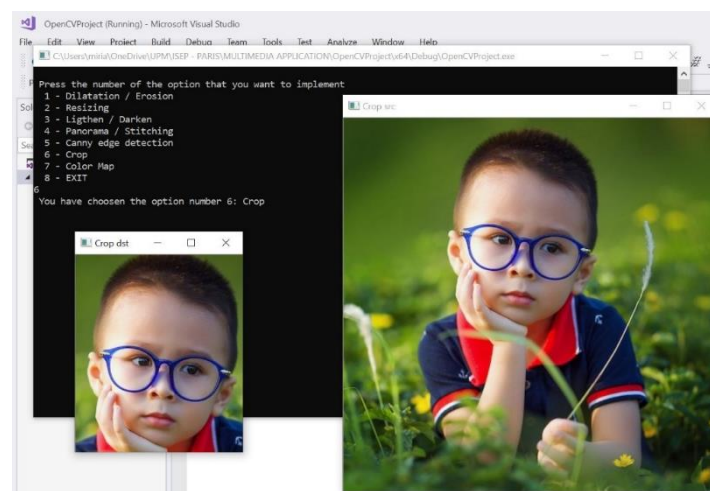 OpenCVProject (Running) - Microsoft Visual Studio
File Edit View Project Build Debug Team Tools Test Analyze Window Help
C:\Users\miria\OneDrive\UPM\ISEP - PARIS\MULTIMEDIA APPLICATION\OpenCVProject\x64\Debug\OpenCVProject.exe
Press the number of the option that you want to implement
1 - Dilatation / Erosion
2 - Resizing
3 - Ligthen / Darken
4 - Panorama / Stitching
5 - Canny edge detection
6 - Crop
7 - Color Map
8 - EXIT
6
You have choosen the option number 6: Crop
Crop src
Crop dst